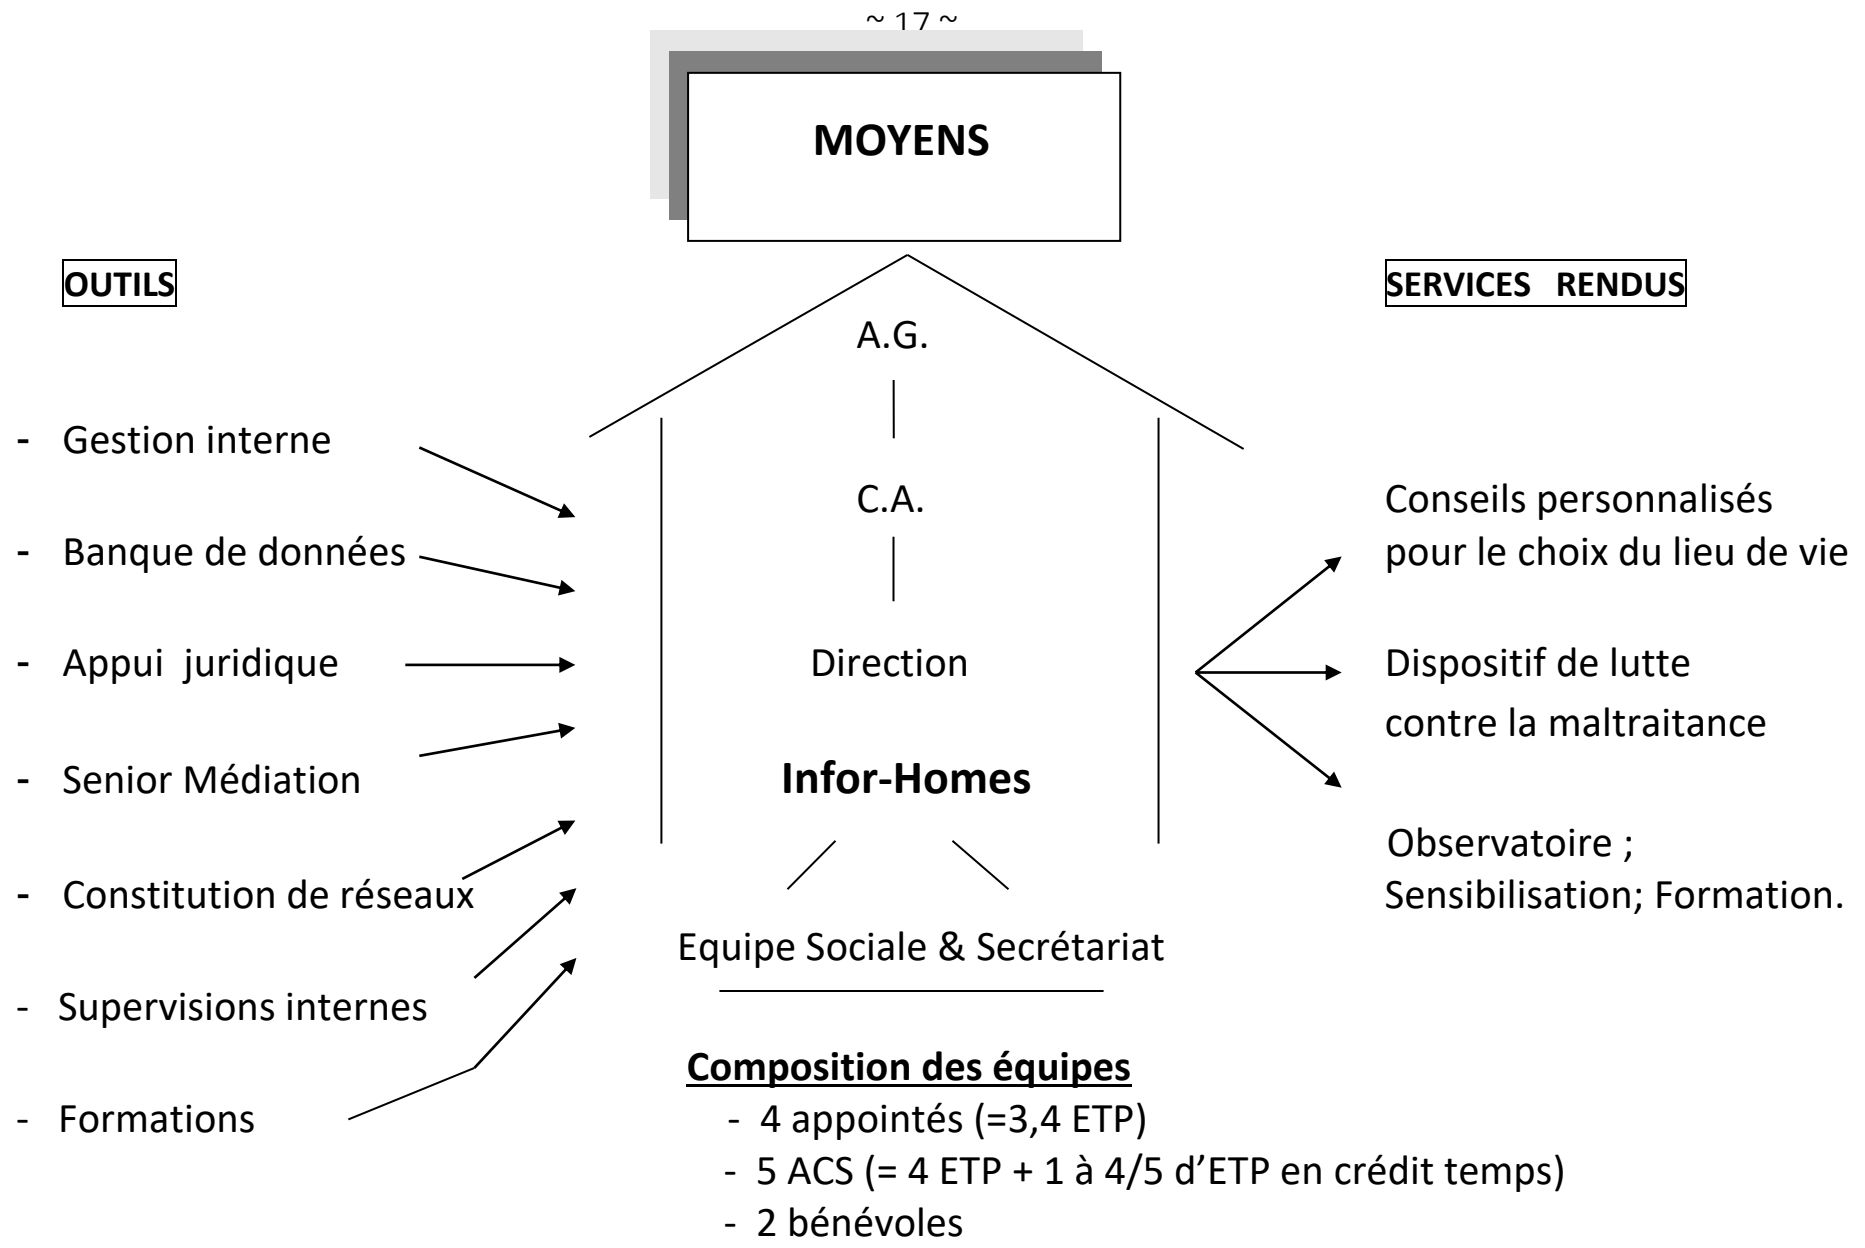 ~ 17 ~
MOYENS
OUTILS
- Gestion interne
- Banque de données
- Appui juridique
- Senior Médiation
- Constitution de réseaux
- Supervisions internes
- Formations
A.G.
C.A.
Direction
Infor-Homes
Equipe Sociale & Secrétariat
SERVICES RENDUS
Conseils personnalisés
pour le choix du lieu de vie
Dispositif de lutte
contre la maltraitance
Observatoire ;
Sensibilisation; Formation.
Composition des équipes
- 4 appointés (=3,4 ETP)
- 5 ACS (= 4 ETP + 1 à 4/5 d’ETP en crédit temps)
- 2 bénévoles